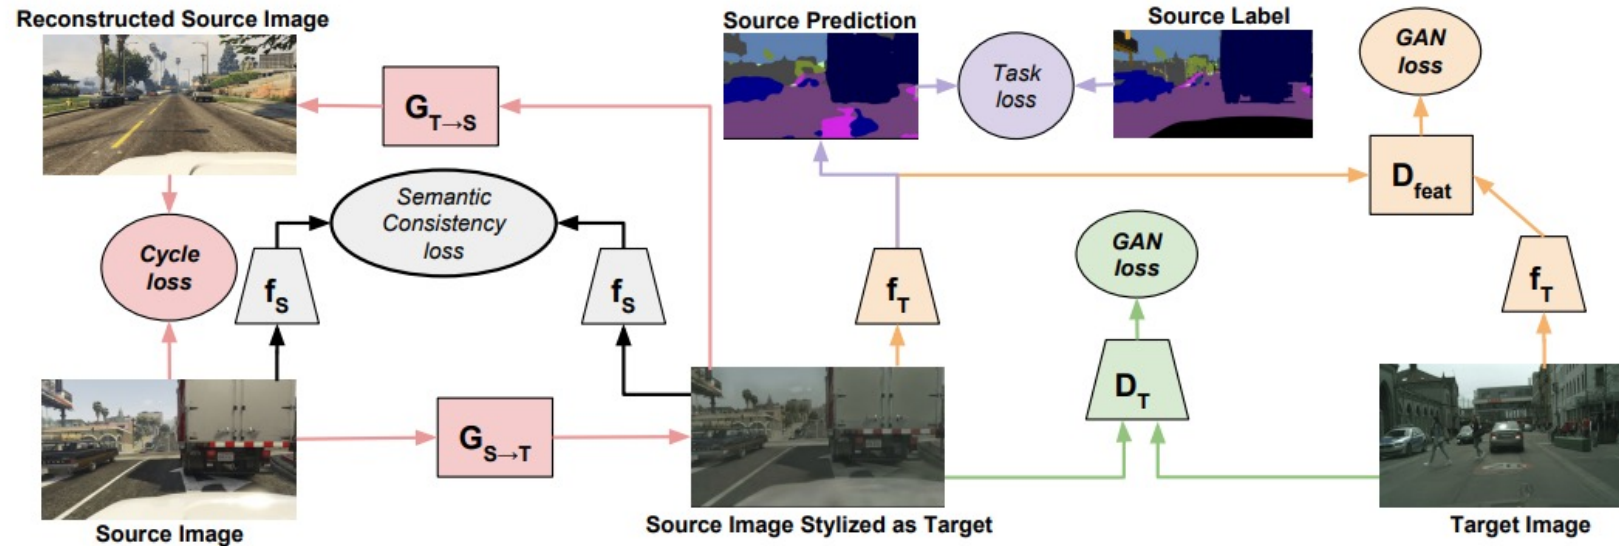 Reconstructed Source Image
Source Prediction
Source Label
GAN
loss
Task
loss
G T→S
D feat
Semantic
Consistency
loss
Cycle
loss
f S
f S
f T
GAN
loss
f T
D T
G S→T
Source Image
Source Image Stylized as Target
Target Image